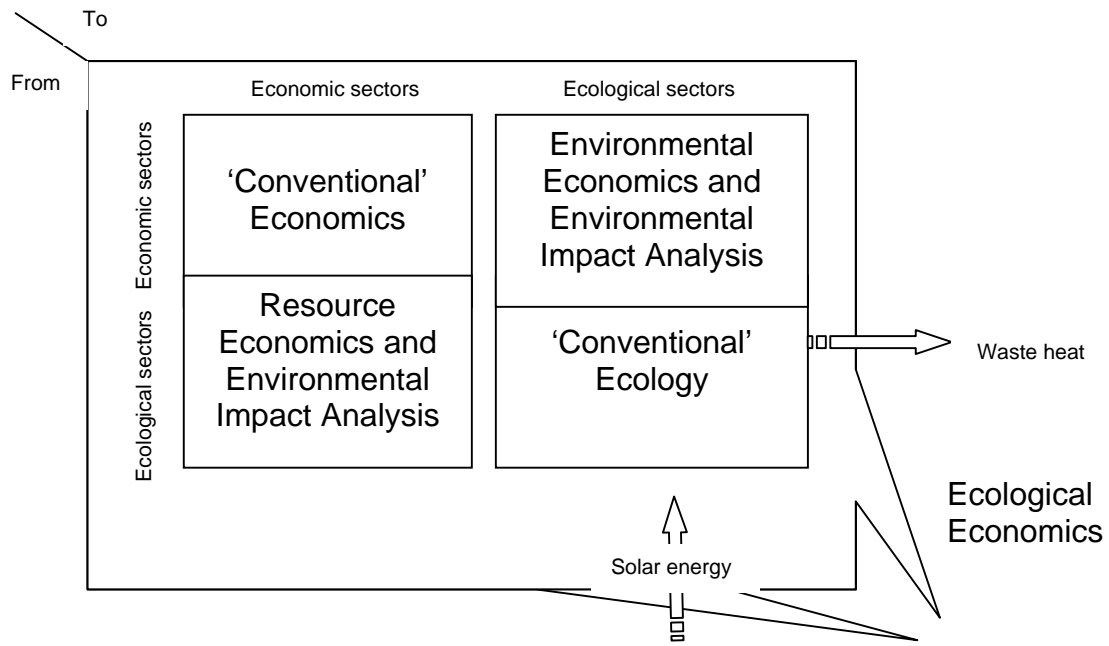 To
From
Economic sectors
Ecological sectors
Economic sectors
Ecological sectors
‘Conventional’
Economics
Environmental
Economics and
Environmental
Impact Analysis
Resource
Economics and
Environmental
Impact Analysis
‘Conventional’
Ecology
Waste heat
Ecological
Economics
Solar energy